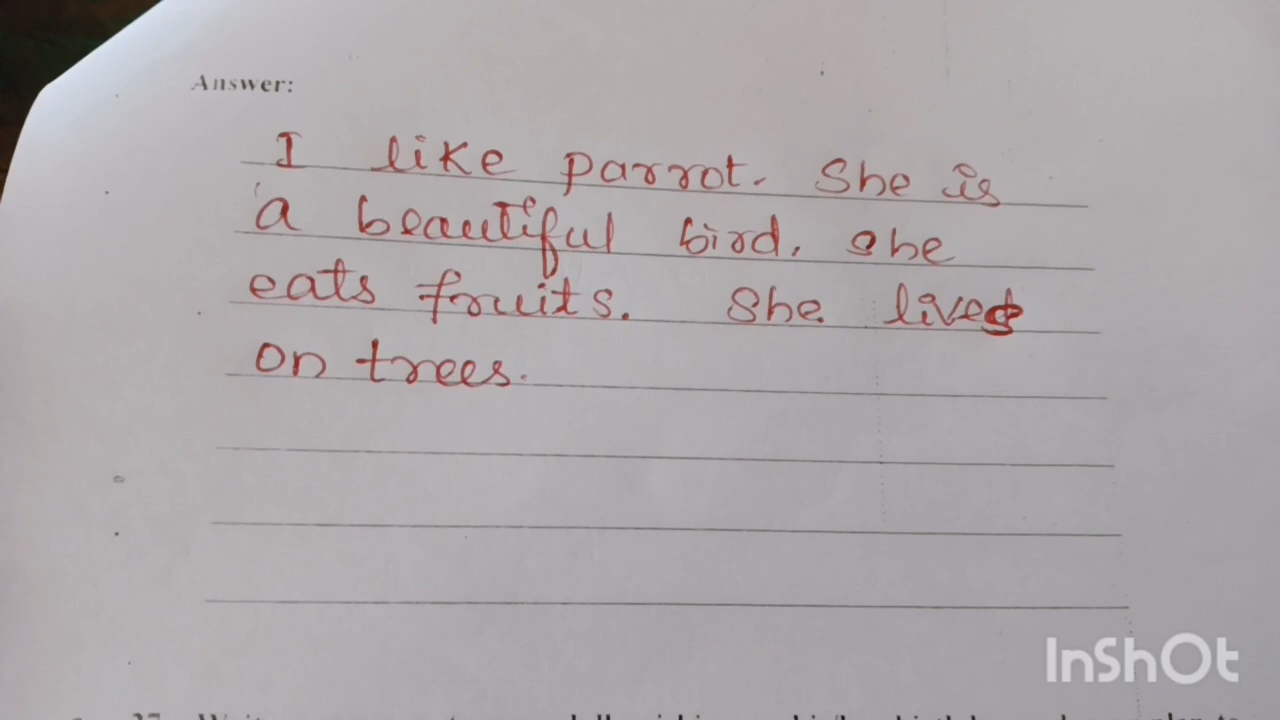 Answer:
I like parrot. She is
a beautiful bird. She
eats fruits. She lives
on trees.
InShOt